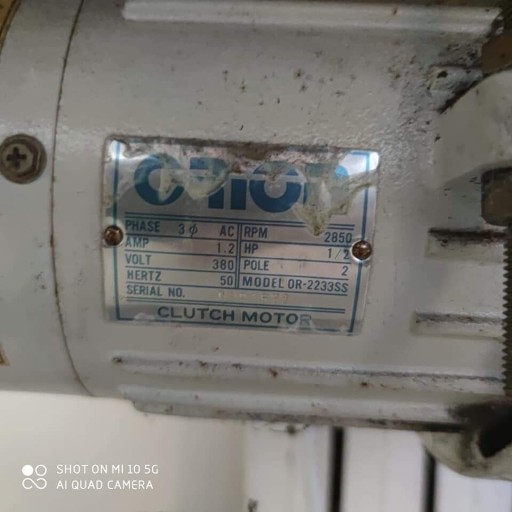 ORION
PHASE 3ϕ AC RPM 2850
AMP 1.2 HP 1/2
VOLT 380 POLE 2
HERTZ 50 MODEL OR-2233SS
SERIAL NO.
CLUTCH MOTOR
SHOT ON MI 10 5G
AI QUAD CAMERA